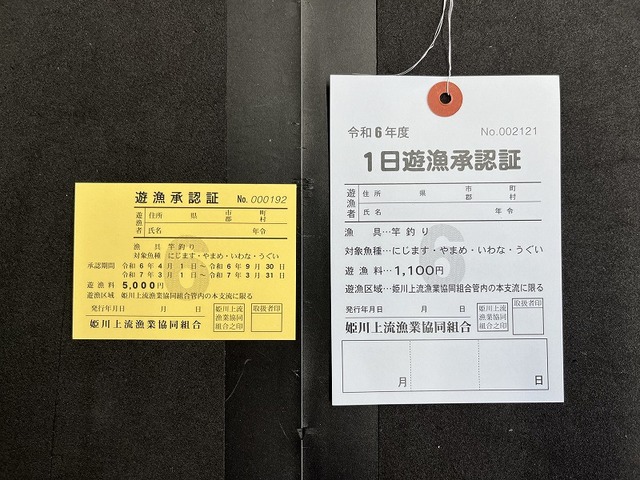 遊漁承認証 No. 000192
遊漁者 住所 県 市郡 町村
氏名 年令
漁具 竿釣り
対象魚種… にじます・やまめ・いわな・うぐい
承認期間 令和6年4月1日〜令和6年9月30日
令和7年3月1日〜令和7年3月31日
遊漁料 5,000円
遊漁区域 姫川上流漁業協同組合管内の本支流に限る
発行年月日 月 日
姫川上流漁業協同組合
姫川上流漁業協同組合之印
取扱者印
令和6年度 No.002121
1日遊漁承認証
遊漁者 住所 県 市郡 町村
氏名 年令
漁具…竿釣り
対象魚種…にじます・やまめ・いわな・うぐい
遊漁料…1,100円
遊漁区域…姫川上流漁業協同組合管内の本支流に限る
発行年月日 月 日
姫川上流漁業協同組合
姫川上流漁業協同組合之印
取扱者印
6
月 日